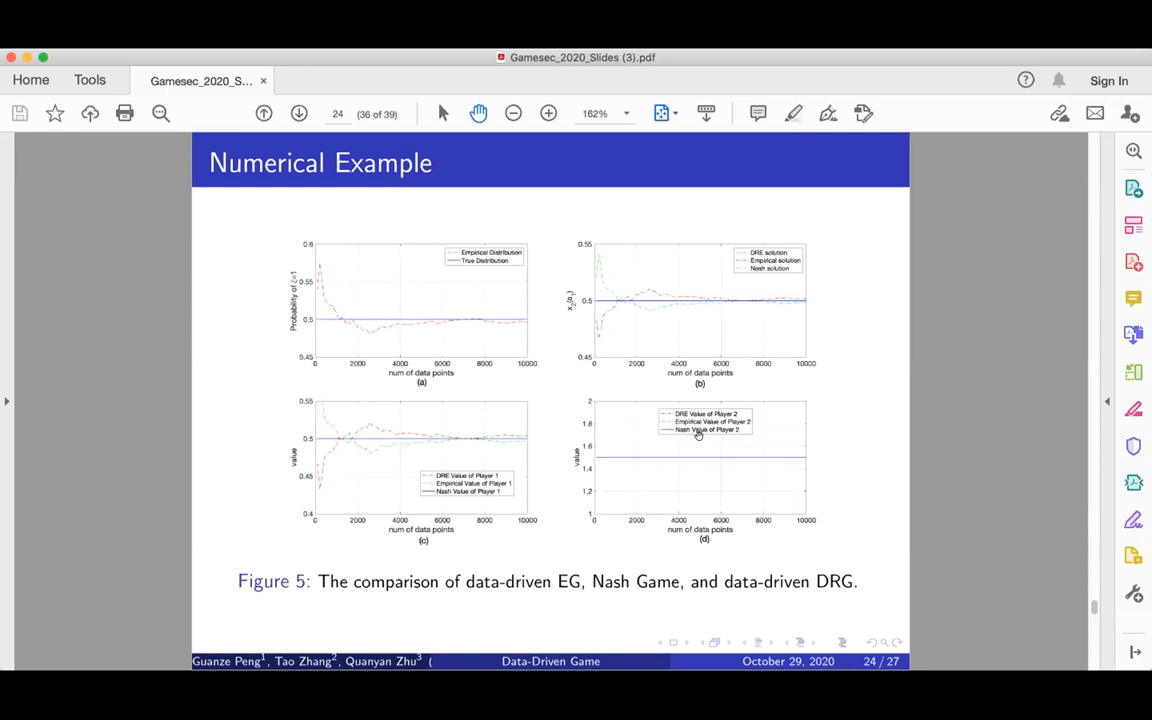 Gamesec_2020_Slides (3).pdf
Home Tools Gamesec_2020_S... × Sign In
24 (36 of 39) 162%
Numerical Example
0.6
0.55
0.5
0.45
Probability of ξ=1
Empirical Distribution
True Distribution
0 2000 4000 6000 8000 10000
num of data points
(a)
0.55
0.5
0.45
x₂(a₁)
DRE solution
Empirical solution
Nash solution
0 2000 4000 6000 8000 10000
num of data points
(b)
0.55
0.5
0.45
0.4
value
DRE Value of Player 1
Empirical Value of Player 1
Nash Value of Player 1
0 2000 4000 6000 8000 10000
num of data points
(c)
2
1.8
1.6
1.4
1.2
1
value
DRE Value of Player 2
Empirical Value of Player 2
Nash Value of Player 2
0 2000 4000 6000 8000 10000
num of data points
(d)
Figure 5: The comparison of data-driven EG, Nash Game, and data-driven DRG.
Guanze Peng¹, Tao Zhang², Quanyan Zhu³ ( Data-Driven Game October 29, 2020 24 / 27